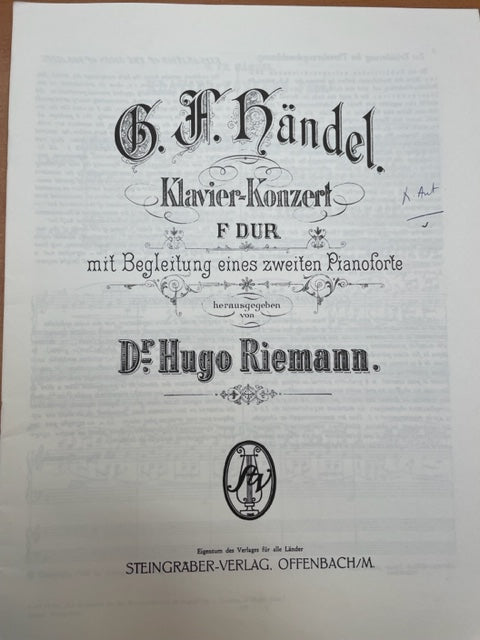 G. F. Händel.
Klavier-Konzert
F DUR
mit Begleitung eines zweiten Pianoforte
herausgegeben
von
Dr. Hugo Riemann.
StV
Eigentum des Verlages für alle Länder
STEINGRÄBER-VERLAG, OFFENBACH/M.